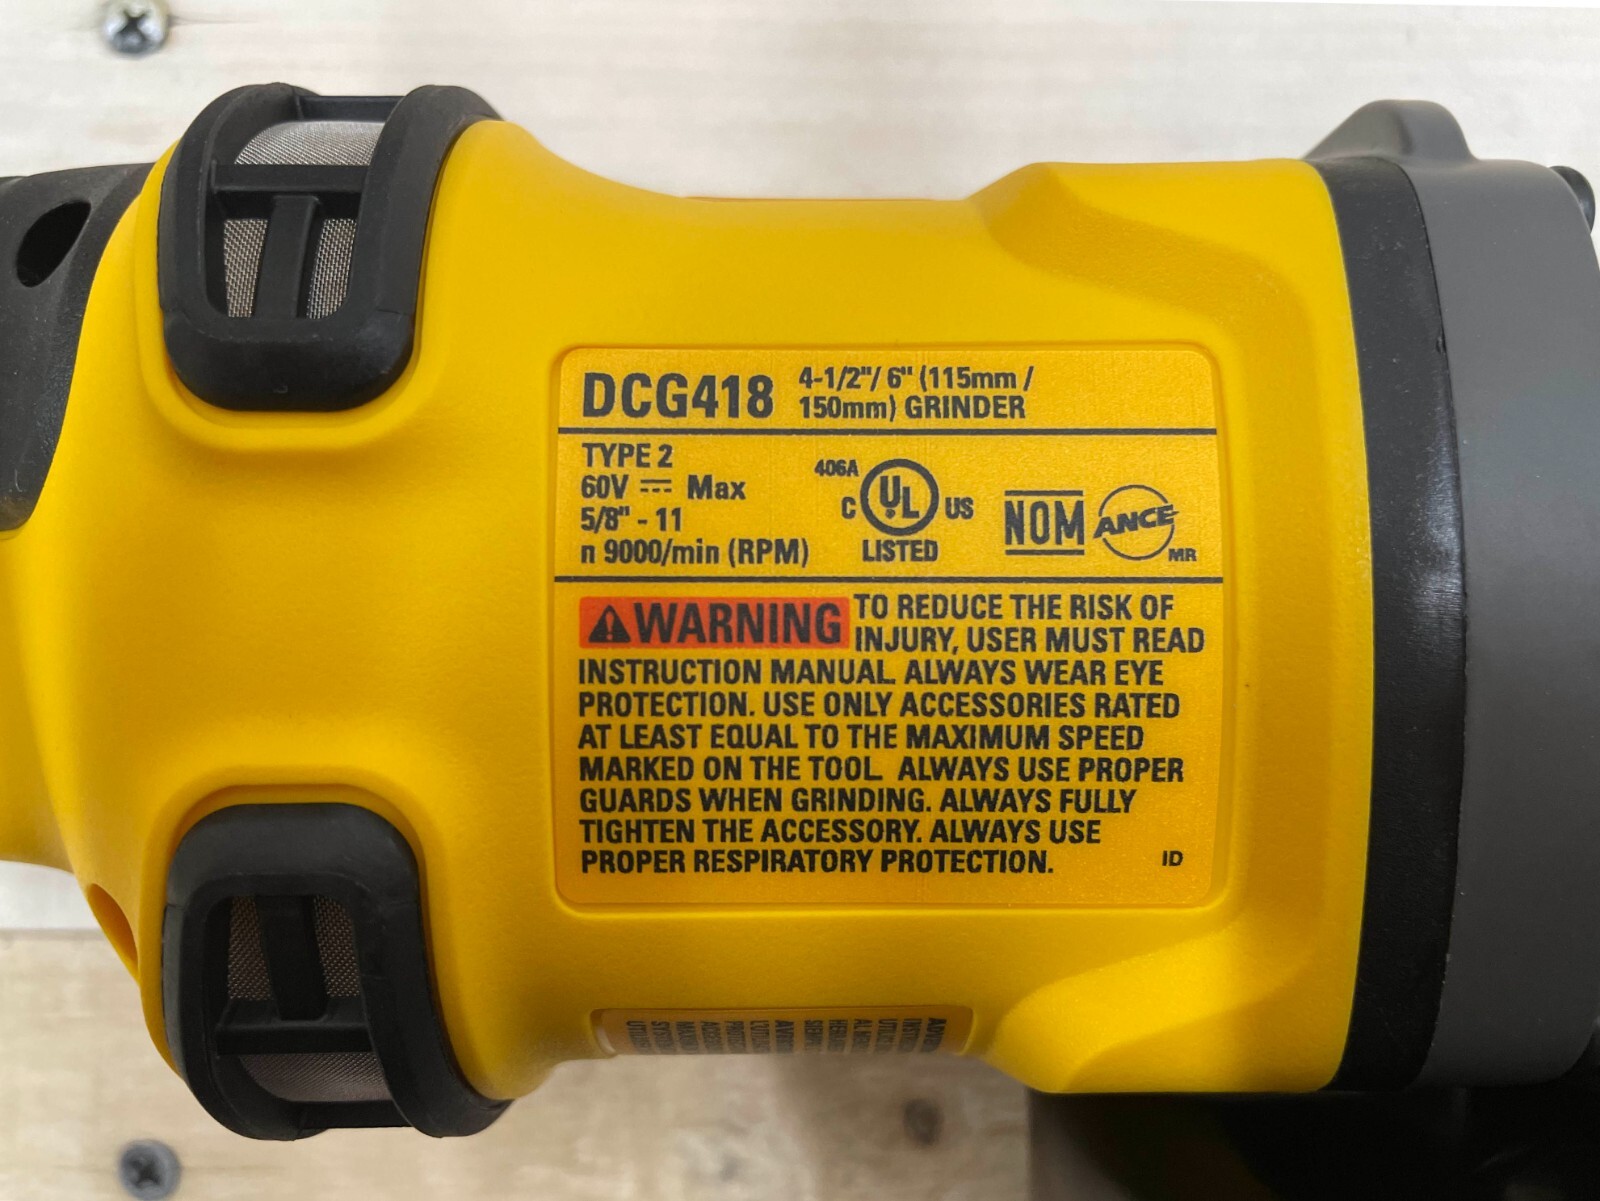 DCG418
4-1/2"/ 6" (115mm /
150mm) GRINDER
TYPE 2
60V ⎓ Max
5/8" - 11
n 9000/min (RPM)
406A
C UL US
LISTED
NOM
ANCE
MR
WARNING TO REDUCE THE RISK OF
INJURY, USER MUST READ
INSTRUCTION MANUAL. ALWAYS WEAR EYE
PROTECTION. USE ONLY ACCESSORIES RATED
AT LEAST EQUAL TO THE MAXIMUM SPEED
MARKED ON THE TOOL. ALWAYS USE PROPER
GUARDS WHEN GRINDING. ALWAYS FULLY
TIGHTEN THE ACCESSORY. ALWAYS USE
PROPER RESPIRATORY PROTECTION.
ID